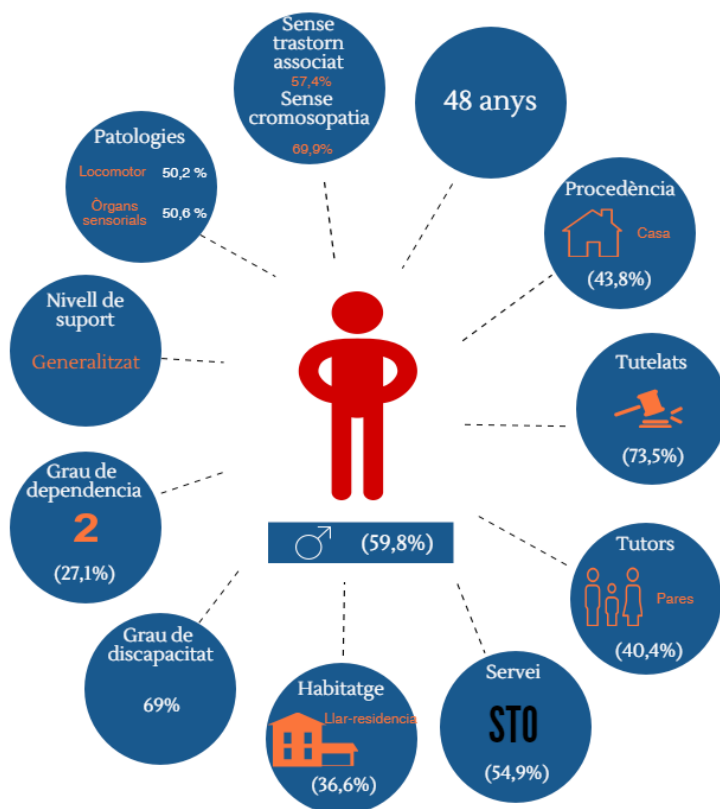 Sense
trastorn
associat
57,4%
Sense
cromosopatia
69,9%
48 anys
Patologies
Locomotor 50,2 %
Òrgans
sensorials 50,6 %
Procedència
Casa
(43,8%)
Nivell de
suport
Generalitzat
Tutelats
(73,5%)
Grau de
dependencia
2
(27,1%)
(59,8%)
Tutors
Pares
(40,4%)
Grau de
discapacitat
69%
Habitatge
Llar-residencia
(36,6%)
Servei
STO
(54,9%)